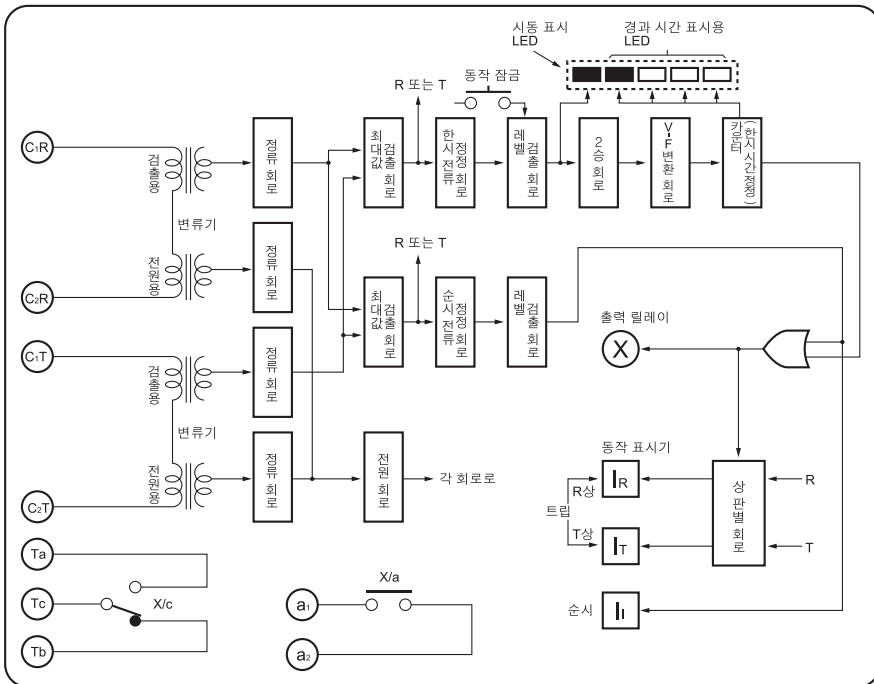 시동 표시
LED
경과 시간 표시용
LED
R 또는 T
동작 잠금
C₁R
검출용
정류 회로
최대값 검출 회로
한시 전류 정정 회로
레벨 검출 회로
2승 회로
V-F 변환 회로
카운터 (한시 시간 정정)
변류기
C₂R
전원용
정류 회로
R 또는 T
최대값 검출 회로
순시 전류 정정 회로
레벨 검출 회로
출력 릴레이
X
C₁T
검출용
정류 회로
변류기
C₂T
전원용
정류 회로
전원 회로
각 회로로
동작 표시기
트립
R상
IR
T상
IT
상 판별 회로
R
T
순시
II
Ta
Tc
X/c
Tb
X/a
a₁
a₂